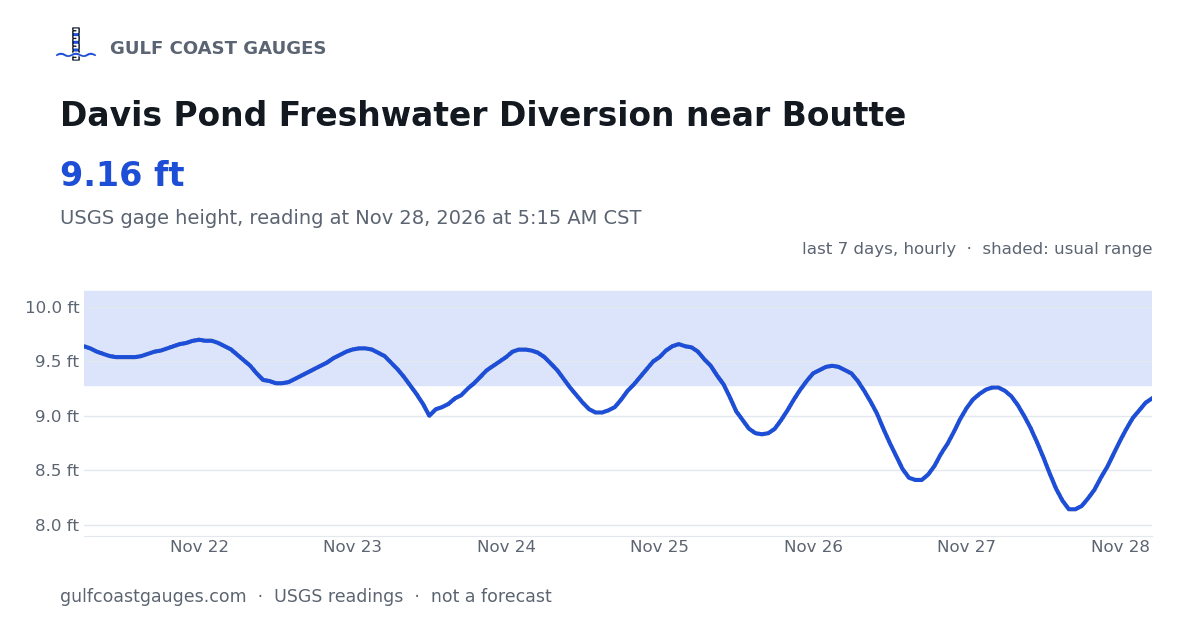 GULF COAST GAUGES
Davis Pond Freshwater Diversion near Boutte
9.16 ft
USGS gage height, reading at Nov 28, 2026 at 5:15 AM CST
last 7 days, hourly · shaded: usual range
10.0 ft
9.5 ft
9.0 ft
8.5 ft
8.0 ft
Nov 22 Nov 23 Nov 24 Nov 25 Nov 26 Nov 27 Nov 28
gulfcoastgauges.com · USGS readings · not a forecast